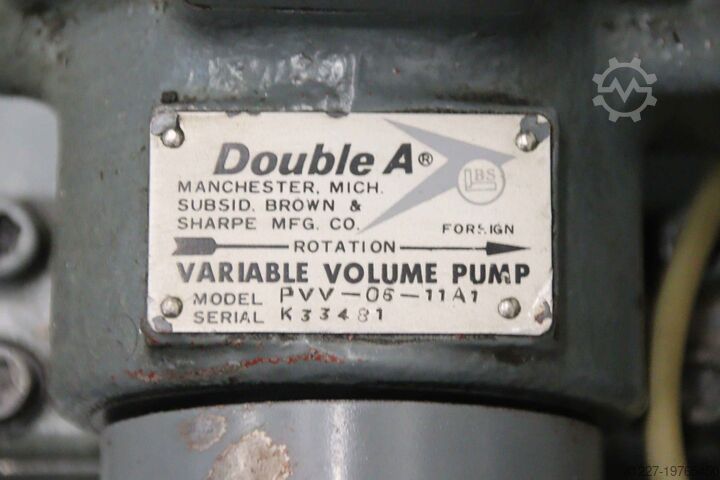 Double A®
BS
MANCHESTER, MICH.
SUBSID. BROWN &
SHARPE MFG. CO.
FOREIGN
ROTATION
VARIABLE VOLUME PUMP
MODEL PVV-06-11A1
SERIAL K33481